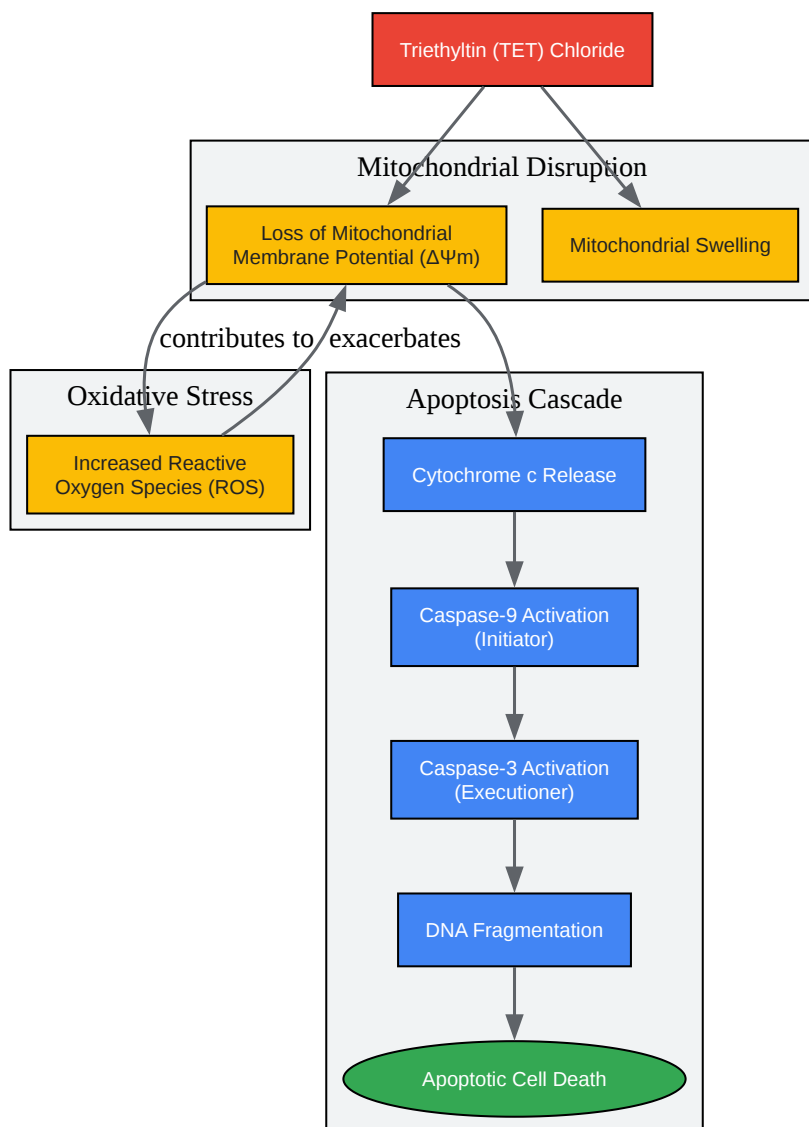 Triethyltin (TET) Chloride
Mitochondrial Disruption
Loss of Mitochondrial
Membrane Potential (ΔΨm)
Mitochondrial Swelling
contributes to
exacerbates
Oxidative Stress
Increased Reactive
Oxygen Species (ROS)
Apoptosis Cascade
Cytochrome c Release
Caspase-9 Activation
(Initiator)
Caspase-3 Activation
(Executioner)
DNA Fragmentation
Apoptotic Cell Death